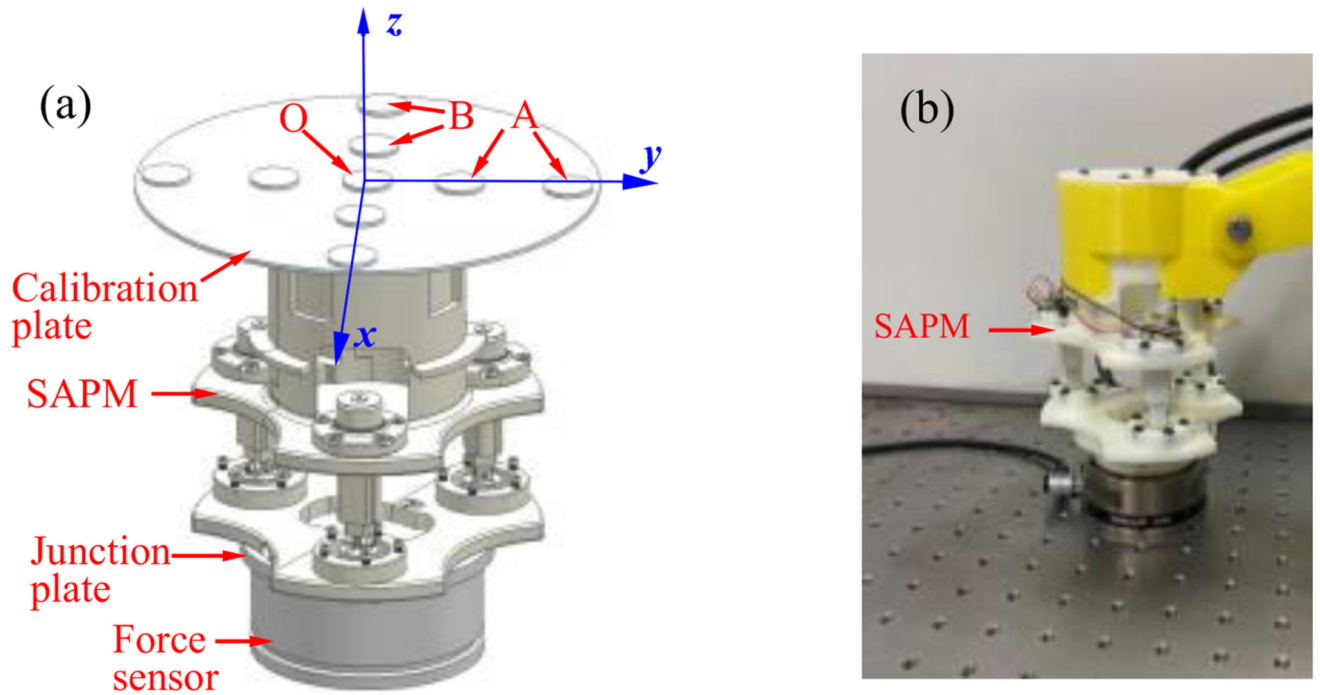 (a)
z
O
B
A
y
Calibration
plate
x
SAPM
Junction
plate
Force
sensor
(b)
SAPM